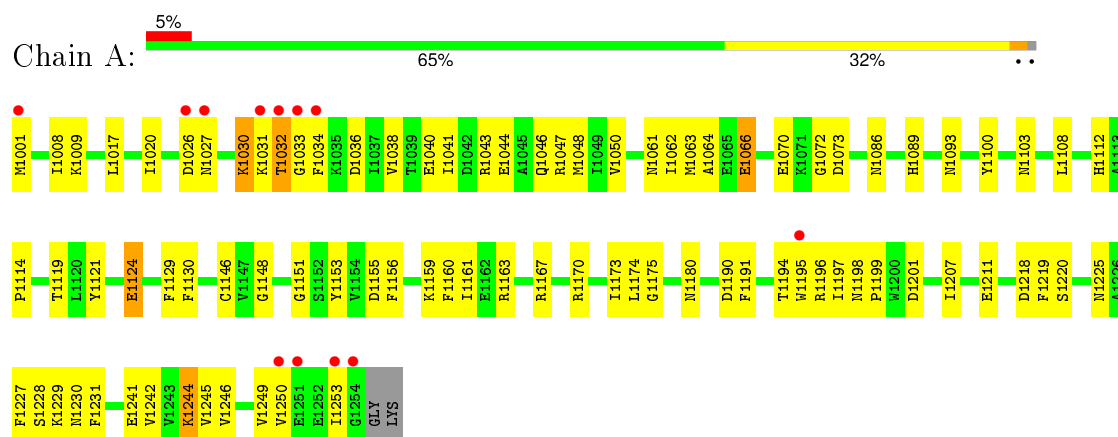 5%
Chain A:
65% 32% • •
M1001 I1008 K1009 L1017 I1020 D1026 N1027 K1030 K1031 T1032 G1033 F1034 K1035 D1036 I1037 V1038 T1039 E1040 I1041 D1042 R1043 E1044 A1045 Q1046 R1047 M1048 I1049 V1050 N1061 I1062 M1063 A1064 E1065 E1066 E1070 K1071 G1072 D1073 N1086 H1089 N1093 Y1100 N1103 L1108 H1112 A1113
P1114 T1119 L1120 Y1121 E1124 F1129 F1130 C1146 V1147 G1148 G1151 S1152 Y1153 V1154 D1155 F1156 K1159 F1160 I1161 E1162 R1163 R1167 R1170 I1173 L1174 G1175 N1180 D1190 F1191 T1194 W1195 R1196 I1197 N1198 P1199 W1200 D1201 I1207 E1211 D1218 F1219 S1220 N1225 A1226
F1227 S1228 K1229 N1230 F1231 E1241 V1242 V1243 K1244 V1245 V1246 V1249 V1250 E1251 E1252 I1253 G1254 GLY LYS